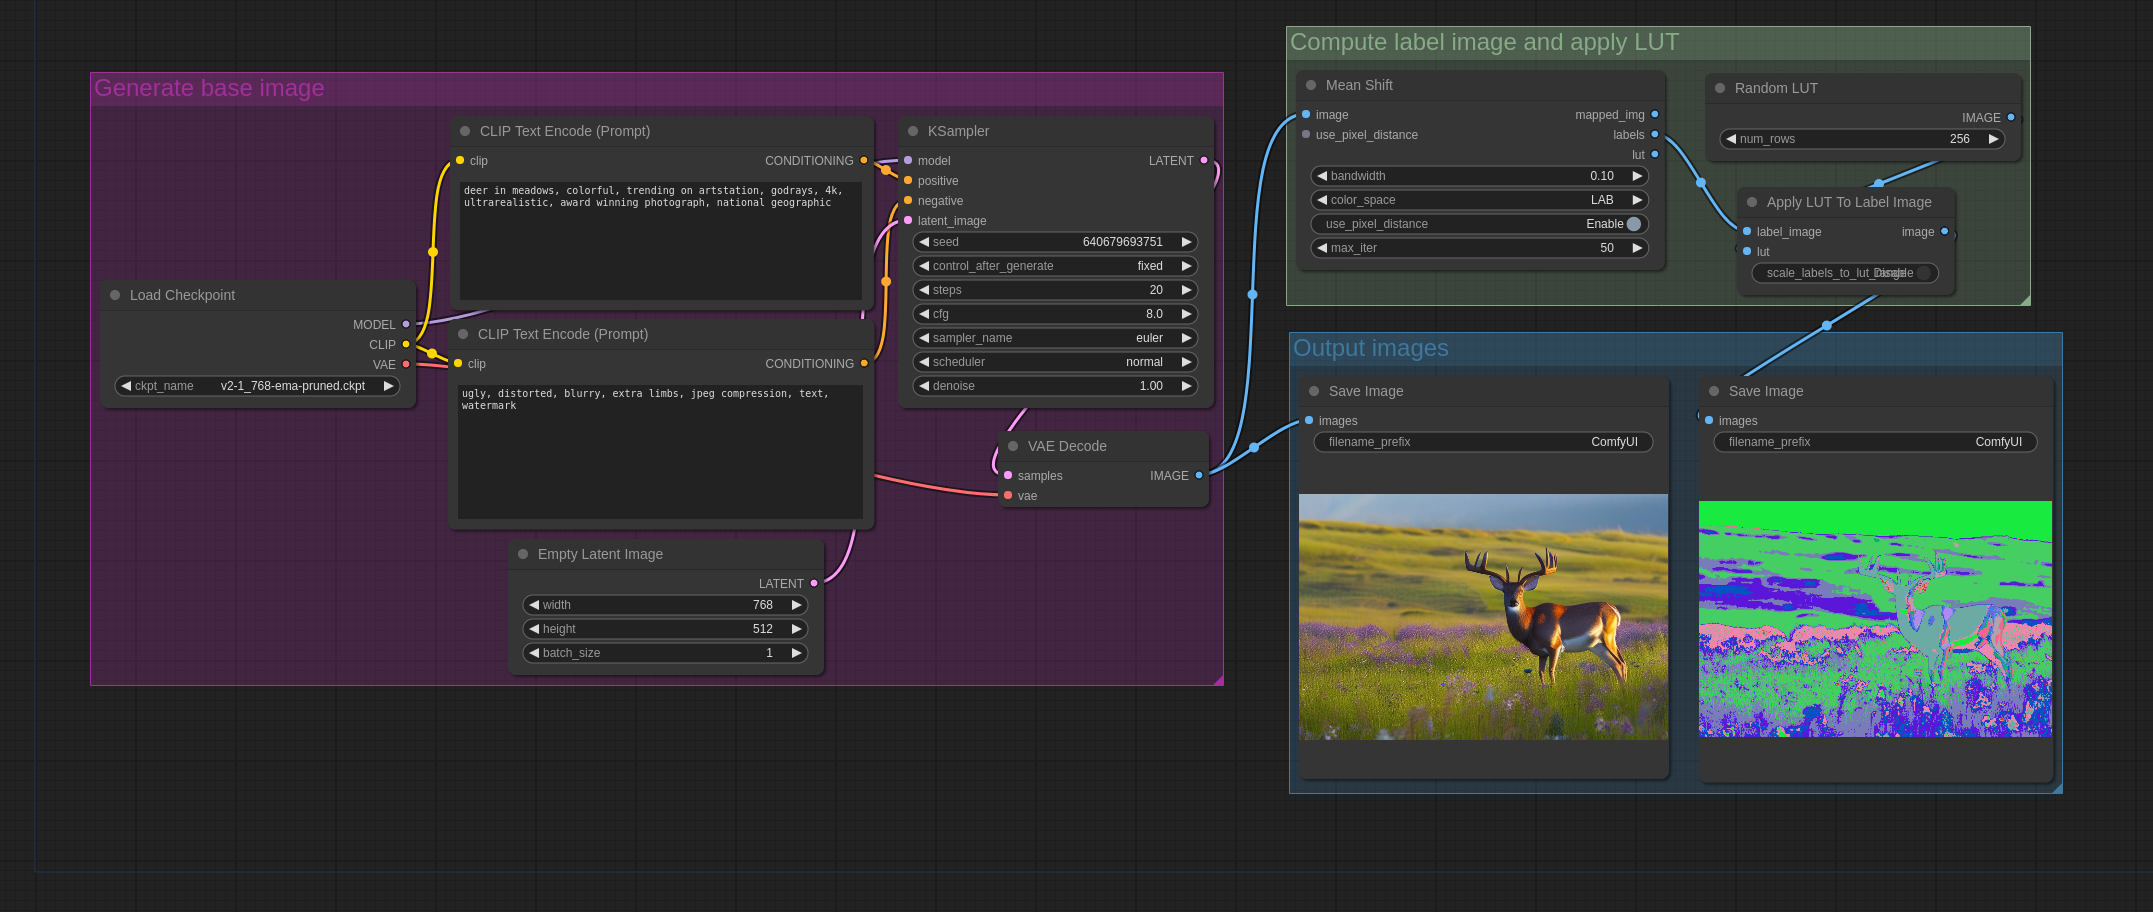 Generate base image
CLIP Text Encode (Prompt)
clip
CONDITIONING
deer in meadows, colorful, trending on artstation, godrays, 4k,
ultrarealistic, award winning photograph, national geographic
Load Checkpoint
MODEL
CLIP
VAE
ckpt_name v2-1_768-ema-pruned.ckpt
CLIP Text Encode (Prompt)
clip
CONDITIONING
ugly, distorted, blurry, extra limbs, jpeg compression, text,
watermark
Empty Latent Image
LATENT
width 768
height 512
batch_size 1
KSampler
model LATENT
positive
negative
latent_image
seed 640679693751
control_after_generate fixed
steps 20
cfg 8.0
sampler_name euler
scheduler normal
denoise 1.00
VAE Decode
samples IMAGE
vae
Compute label image and apply LUT
Mean Shift
image mapped_img
use_pixel_distance labels
lut
bandwidth 0.10
color_space LAB
use_pixel_distance Enable
max_iter 50
Random LUT
IMAGE
num_rows 256
Apply LUT To Label Image
label_image image
lut
scale_labels_to_lut_range Disable
Output images
Save Image
images
filename_prefix ComfyUI
Save Image
images
filename_prefix ComfyUI